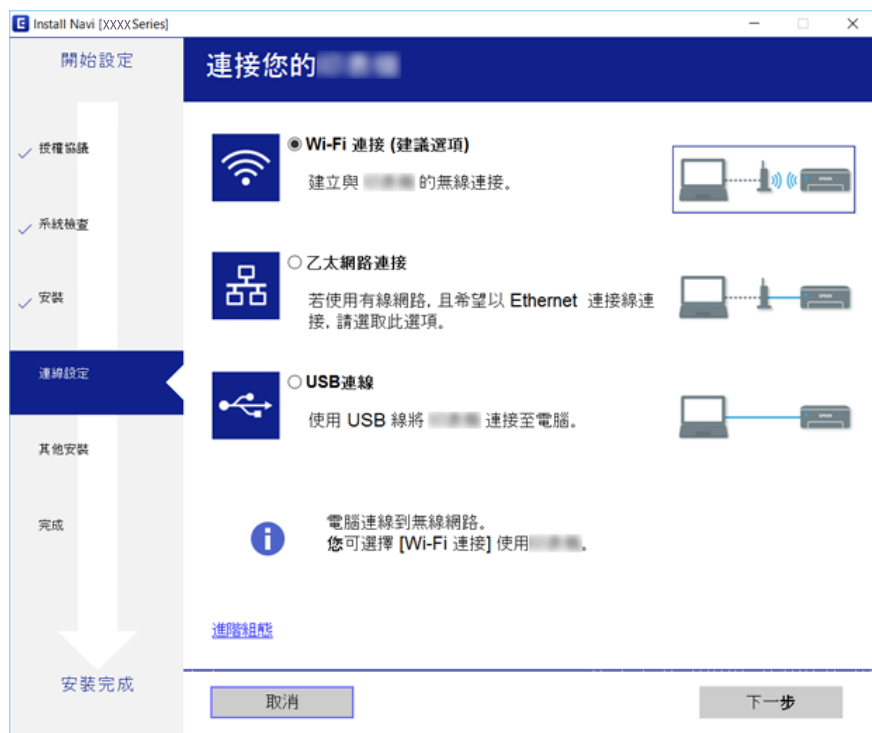 Install Navi [XXXX Series]
開始設定
連接您的
授權協議
系統檢查
安裝
連線設定
其他安裝
完成
安裝完成
Wi-Fi 連接 (建議選項)
建立與 的無線連接。
乙太網路連接
若使用有線網路, 且希望以 Ethernet 連接線連
接, 請選取此選項。
USB連線
使用 USB 線將 連接至電腦。
電腦連線到無線網路。
您可選擇 [Wi-Fi 連接] 使用 。
進階組態
取消
下一步